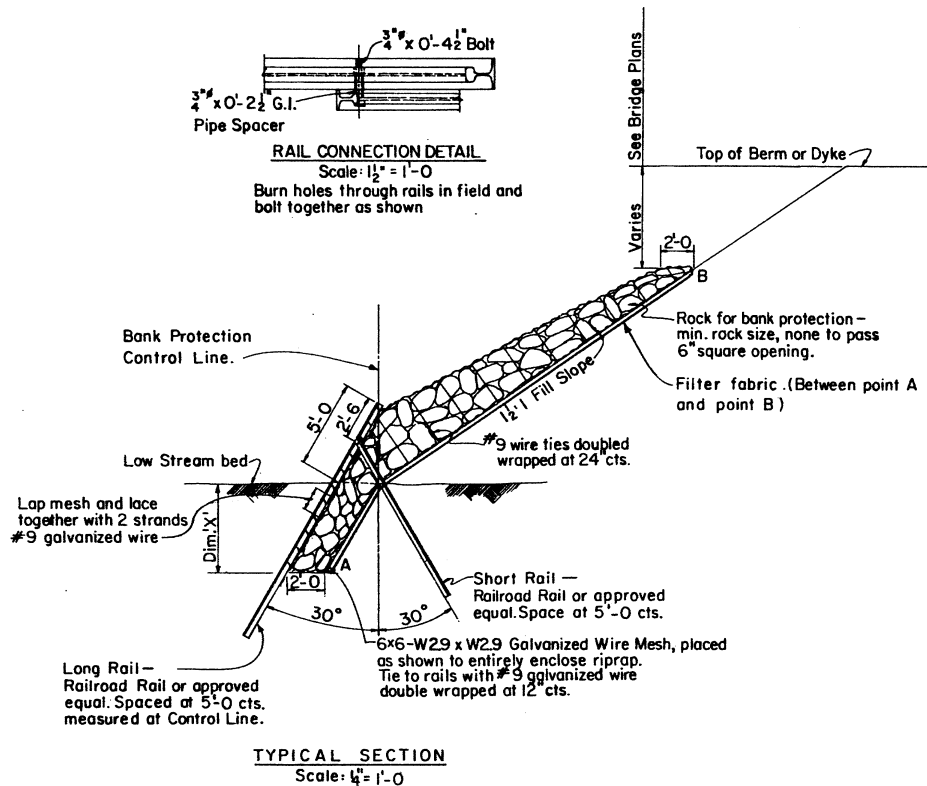 3/4"ø x 0'-4 1/2" Bolt
3/4"ø x 0'-2 1/2" G.I.
Pipe Spacer
RAIL CONNECTION DETAIL
Scale: 1 1/2" = 1'-0
Burn holes through rails in field and
bolt together as shown
See Bridge Plans
Top of Berm or Dyke
Varies
2'-0
B
Rock for bank protection-
min. rock size, none to pass
6" square opening.
Bank Protection
Control Line.
1 1/2:1 Fill Slope
Filter fabric. (Between point A
and point B)
5'-0
2'-6
#9 wire ties doubled
wrapped at 24" cts.
Low Stream bed
Lap mesh and lace
together with 2 strands
#9 galvanized wire
Dim.'X'
A
2'-0
30°
30°
Short Rail —
Railroad Rail or approved
equal. Space at 5'-0 cts.
6x6-W2.9 x W2.9 Galvanized Wire Mesh, placed
as shown to entirely enclose riprap.
Tie to rails with #9 galvanized wire
double wrapped at 12" cts.
Long Rail—
Railroad Rail or approved
equal. Spaced at 5'-0 cts.
measured at Control Line.
TYPICAL SECTION
Scale: 1/4" = 1'-0